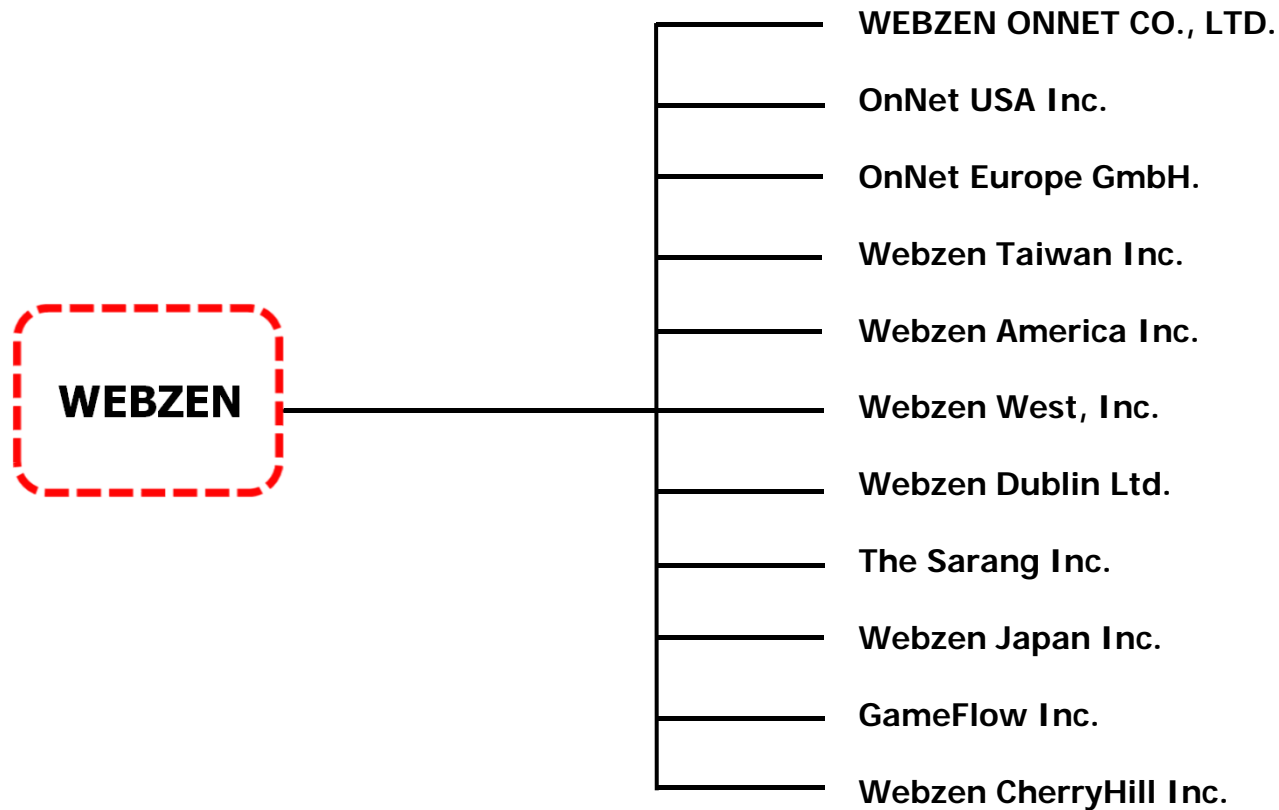 WEBZEN ONNET CO., LTD.
OnNet USA Inc.
OnNet Europe GmbH.
Webzen Taiwan Inc.
Webzen America Inc.
WEBZEN
Webzen West, Inc.
Webzen Dublin Ltd.
The Sarang Inc.
Webzen Japan Inc.
GameFlow Inc.
Webzen CherryHill Inc.